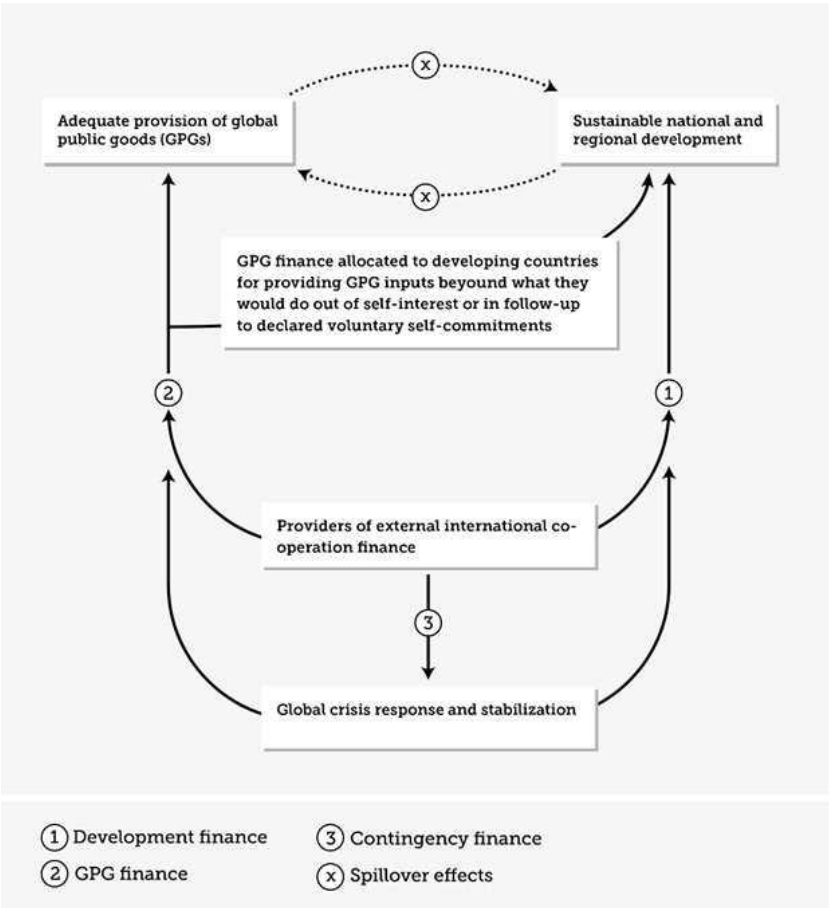 x
Adequate provision of global
public goods (GPGs)
Sustainable national and
regional development
x
GPG finance allocated to developing countries
for providing GPG inputs beyound what they
would do out of self-interest or in follow-up
to declared voluntary self-commitments
2
1
Providers of external international co-
operation finance
3
Global crisis response and stabilization
1 Development finance
2 GPG finance
3 Contingency finance
x Spillover effects